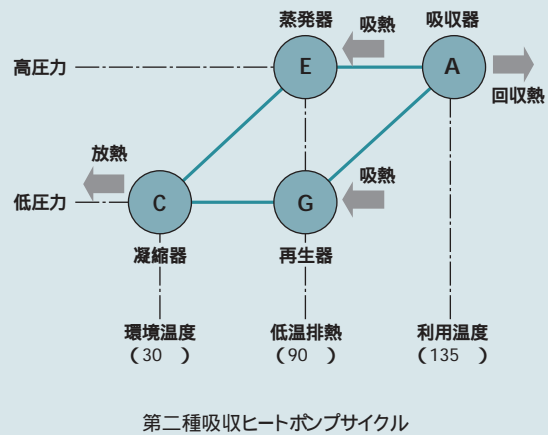 蒸発器
吸熱
吸収器
高圧力
E
A
回収熱
放熱
吸熱
低圧力
C
G
凝縮器
再生器
環境温度
(30 )
低温排熱
(90 )
利用温度
(135 )
第二種吸収ヒートポンプサイクル